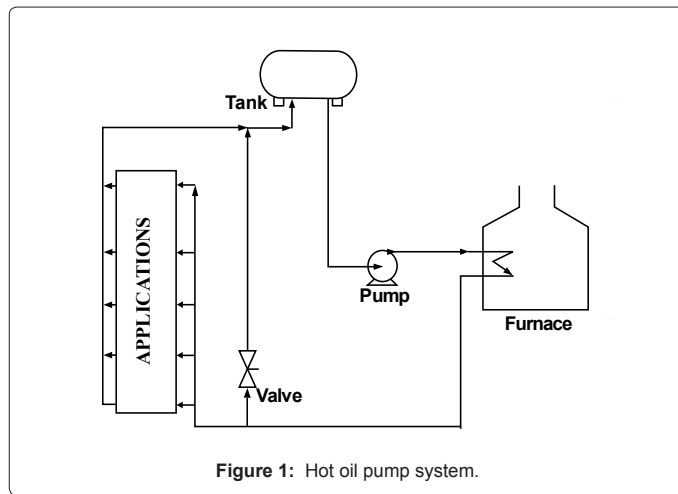 Tank
APPLICATIONS
Pump
Furnace
Valve
Figure 1: Hot oil pump system.